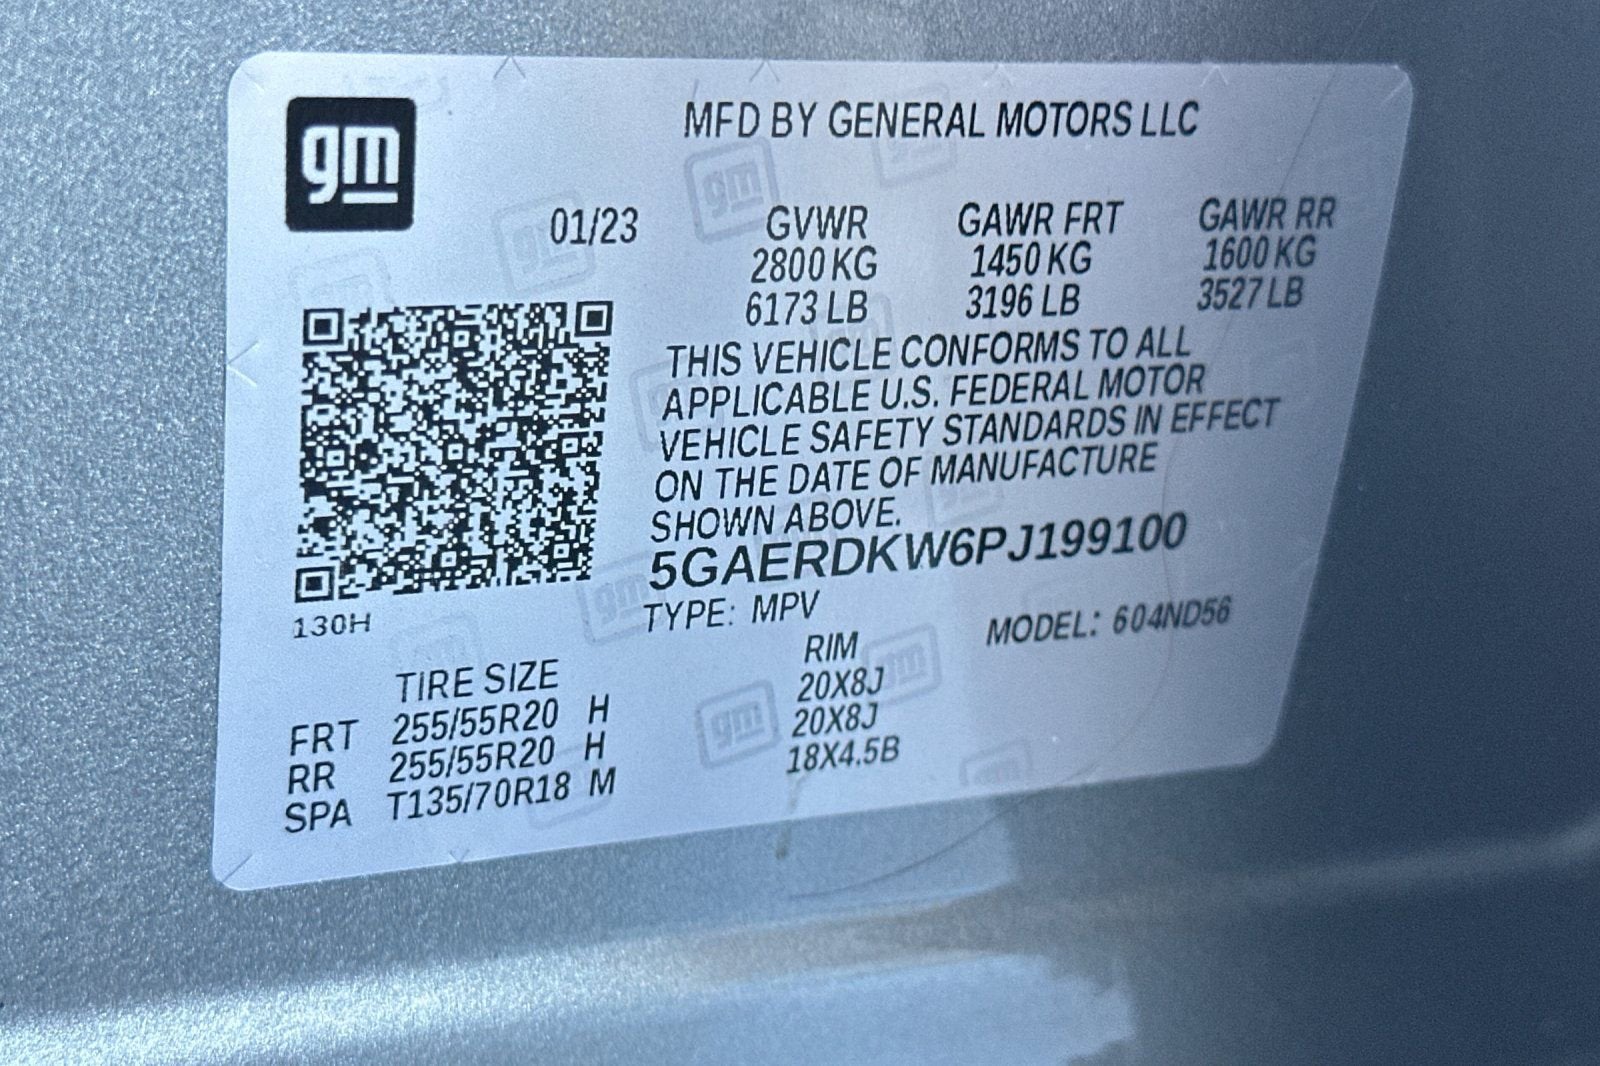 gm
MFD BY GENERAL MOTORS LLC
01/23 GVWR GAWR FRT GAWR RR
2800 KG 1450 KG 1600 KG
6173 LB 3196 LB 3527 LB
THIS VEHICLE CONFORMS TO ALL
APPLICABLE U.S. FEDERAL MOTOR
VEHICLE SAFETY STANDARDS IN EFFECT
ON THE DATE OF MANUFACTURE
SHOWN ABOVE.
5GAERDKW6PJ199100
130H
TYPE: MPV MODEL: 604ND56
TIRE SIZE RIM
FRT 255/55R20 H 20X8J
RR 255/55R20 H 20X8J
SPA T135/70R18 M 18X4.5B